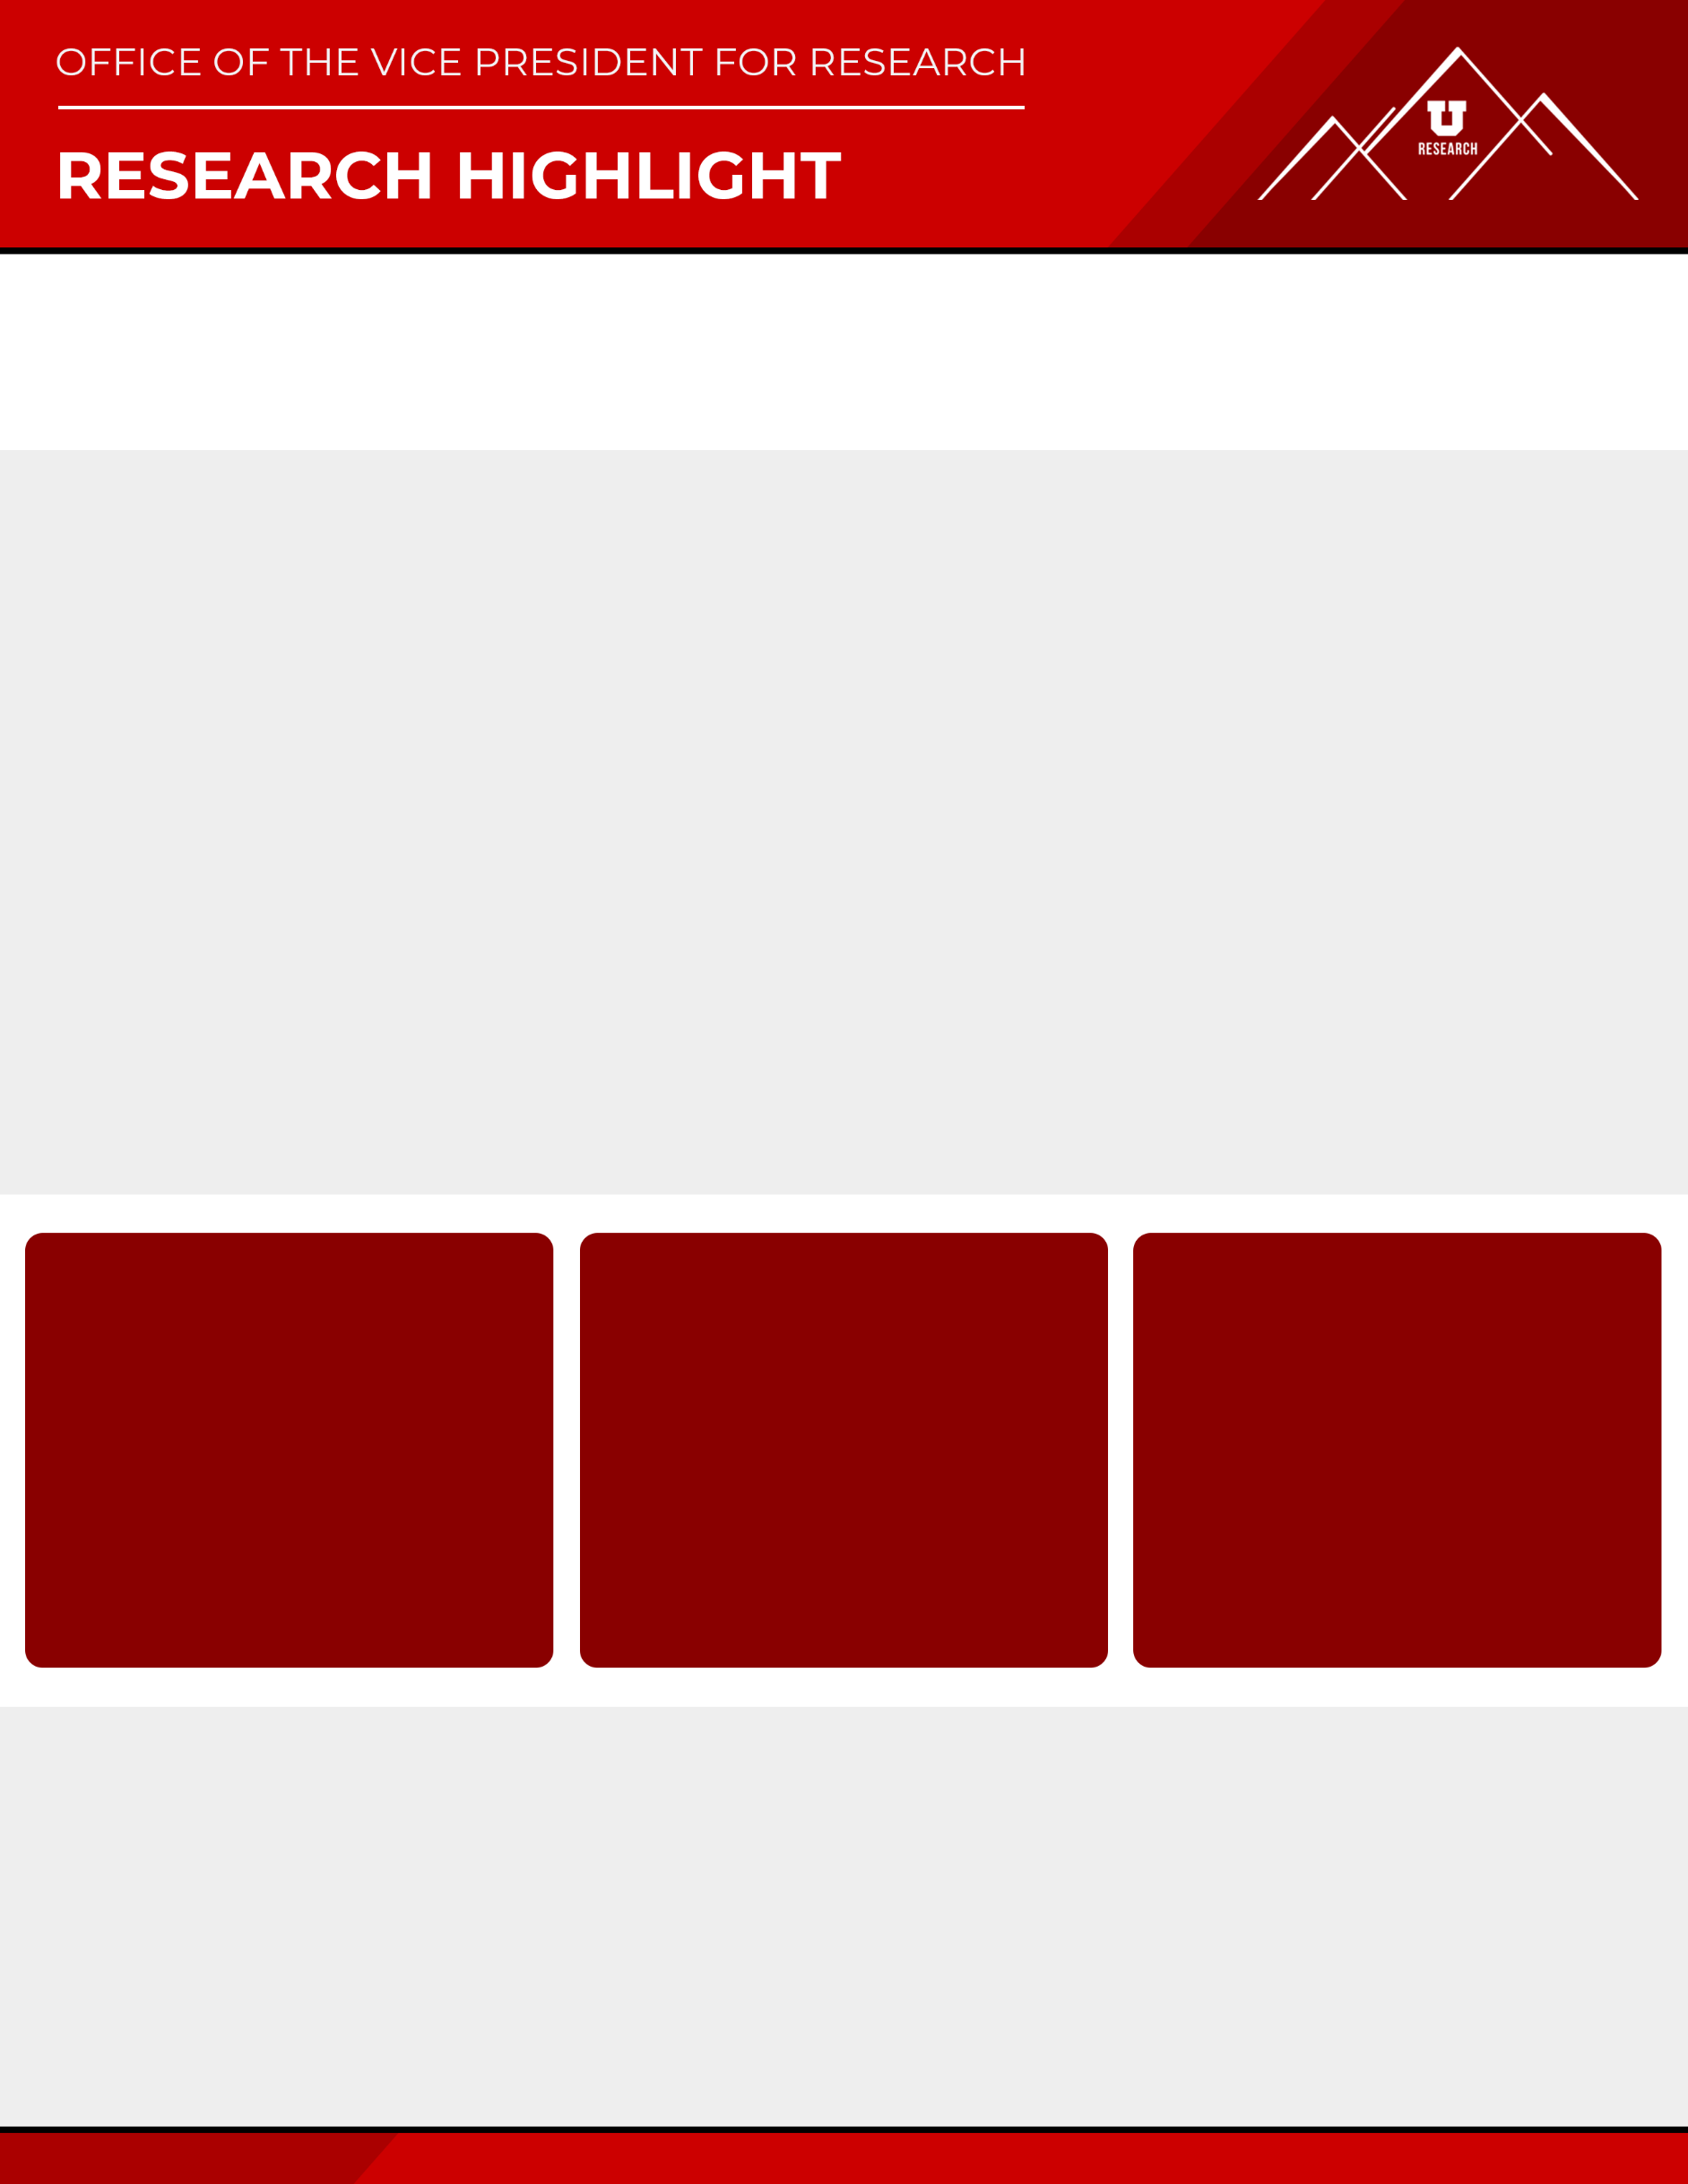 OFFICE OF THE VICE PRESIDENT FOR RESEARCH
RESEARCH HIGHLIGHT
U
RESEARCH